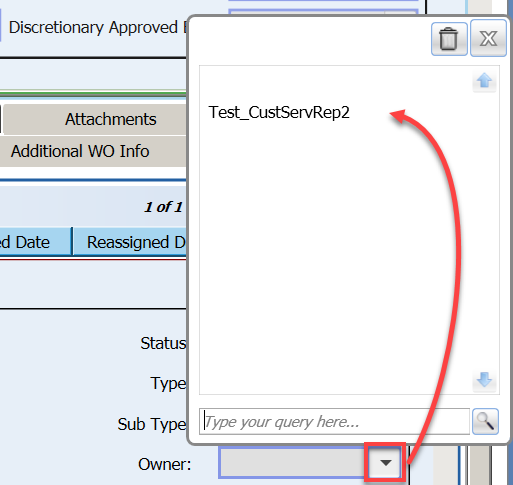 Discretionary Approved
Test_CustServRep2
Attachments
Additional WO Info
1 of 1
ed Date
Reassigned D
Status
Type
Sub Type
Type your query here...
Owner: